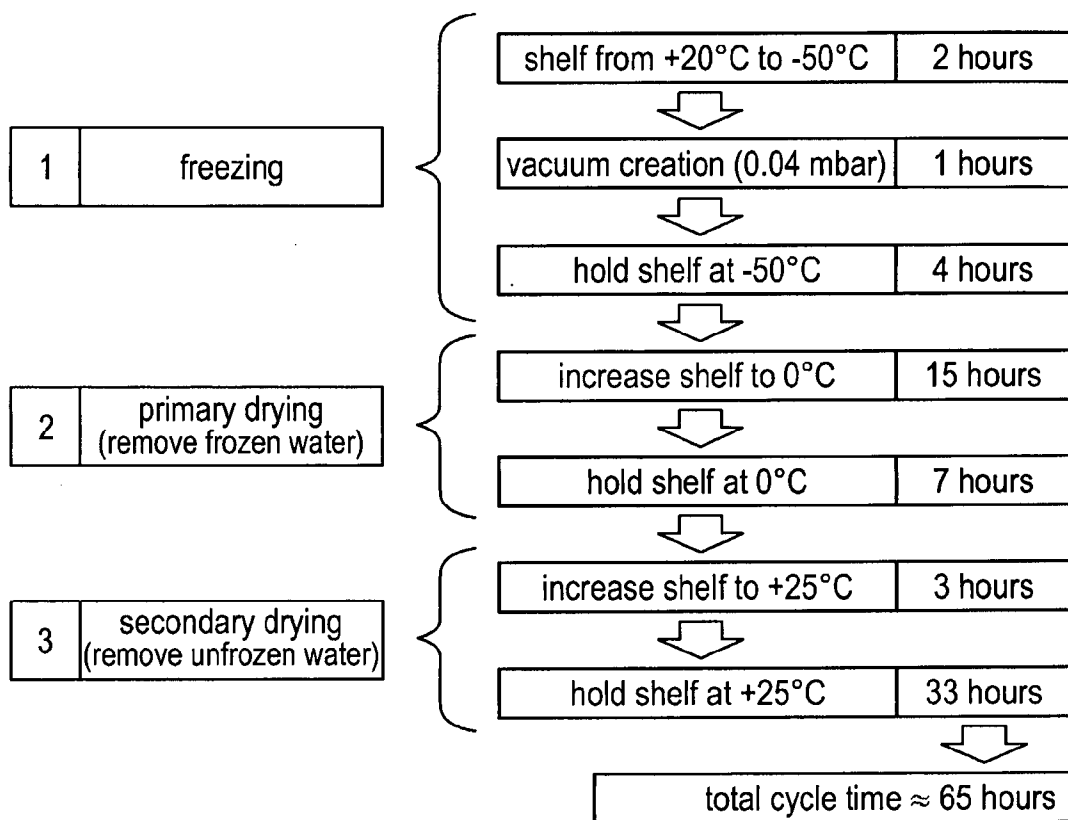 shelf from +20°C to -50°C 2 hours
1 freezing
vacuum creation (0.04 mbar) 1 hours
hold shelf at -50°C 4 hours
2 primary drying
(remove frozen water)
increase shelf to 0°C 15 hours
hold shelf at 0°C 7 hours
3 secondary drying
(remove unfrozen water)
increase shelf to +25°C 3 hours
hold shelf at +25°C 33 hours
total cycle time ≈ 65 hours